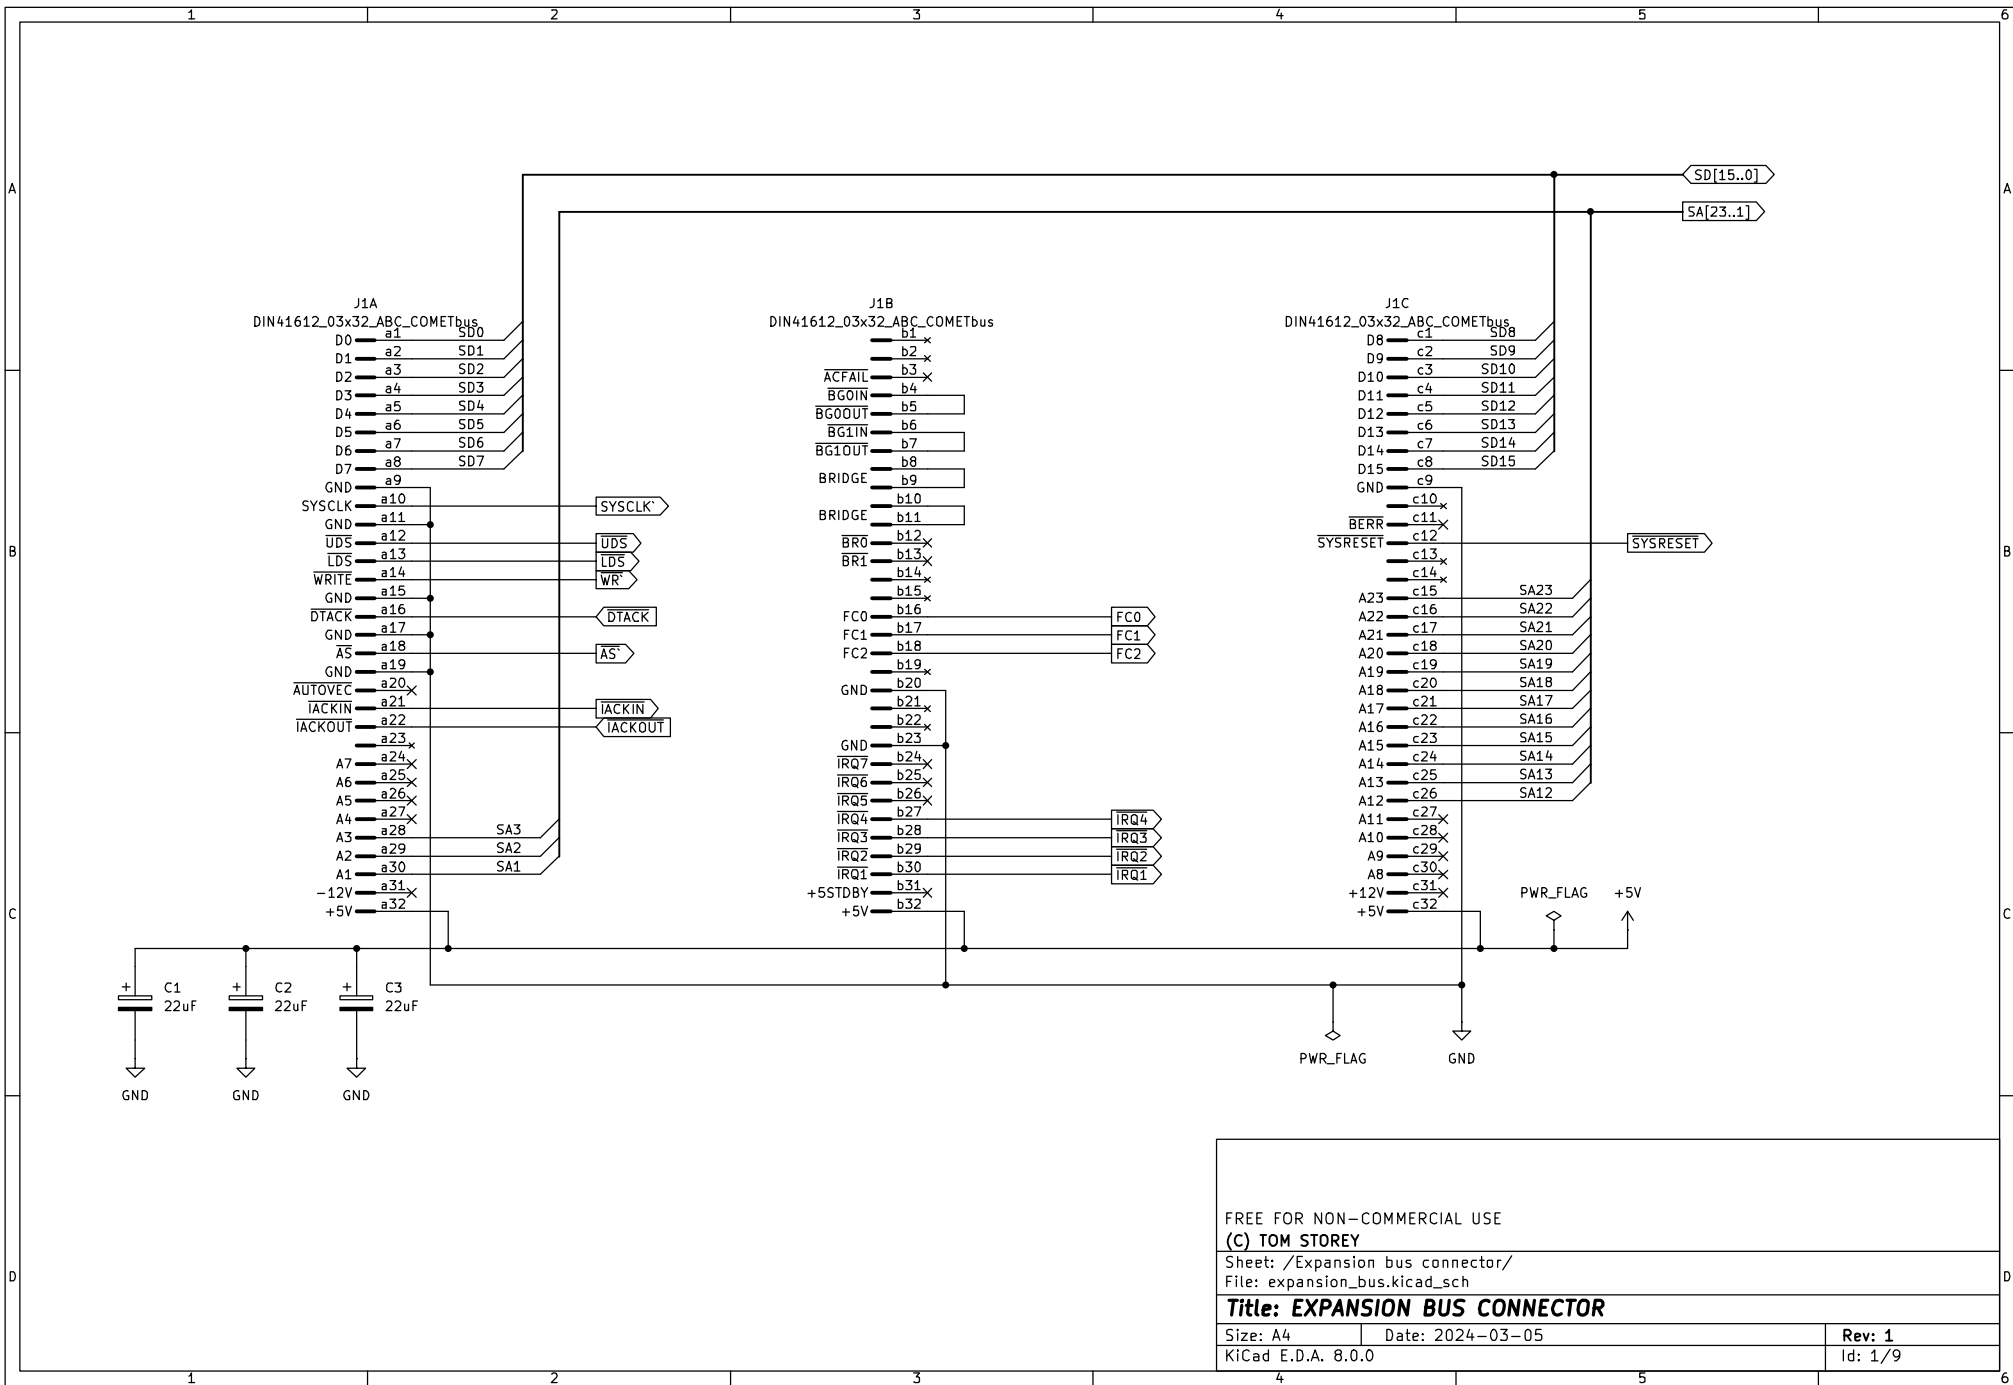 1 2 3 4 5 6
A
B
C
D
SD[15..0]
SA[23..1]
J1A
DIN41612_03x32_ABC_COMETbus
D0 a1 SD0
D1 a2 SD1
D2 a3 SD2
D3 a4 SD3
D4 a5 SD4
D5 a6 SD5
D6 a7 SD6
D7 a8 SD7
GND a9
SYSCLK a10 SYSCLK`
GND a11
UDS a12 UDS
LDS a13 LDS
WRITE a14 WR`
GND a15
DTACK a16 DTACK
GND a17
AS a18 AS`
GND a19
AUTOVEC a20
IACKIN a21 IACKIN
IACKOUT a22 IACKOUT
a23
A7 a24
A6 a25
A5 a26
A4 a27
A3 a28 SA3
A2 a29 SA2
A1 a30 SA1
-12V a31
+5V a32
J1B
DIN41612_03x32_ABC_COMETbus
b1
b2
ACFAIL b3
BG0IN b4
BG0OUT b5
BG1IN b6
BG1OUT b7
b8
BRIDGE
b9
b10
BRIDGE
b11
BR0 b12
BR1 b13
b14
b15
FC0 b16 FC0
FC1 b17 FC1
FC2 b18 FC2
b19
GND b20
b21
b22
GND b23
IRQ7 b24
IRQ6 b25
IRQ5 b26
IRQ4 b27 IRQ4
IRQ3 b28 IRQ3
IRQ2 b29 IRQ2
IRQ1 b30 IRQ1
+5STDBY b31
+5V b32
J1C
DIN41612_03x32_ABC_COMETbus
D8 c1 SD8
D9 c2 SD9
D10 c3 SD10
D11 c4 SD11
D12 c5 SD12
D13 c6 SD13
D14 c7 SD14
D15 c8 SD15
GND c9
c10
BERR c11
SYSRESET c12 SYSRESET
c13
c14
A23 c15 SA23
A22 c16 SA22
A21 c17 SA21
A20 c18 SA20
A19 c19 SA19
A18 c20 SA18
A17 c21 SA17
A16 c22 SA16
A15 c23 SA15
A14 c24 SA14
A13 c25 SA13
A12 c26 SA12
A11 c27
A10 c28
A9 c29
A8 c30
+12V c31
+5V c32
PWR_FLAG +5V
+ C1
22uF
+ C2
22uF
+ C3
22uF
GND GND GND
PWR_FLAG GND
A
B
C
D
FREE FOR NON-COMMERCIAL USE
(C) TOM STOREY
Sheet: /Expansion bus connector/
File: expansion_bus.kicad_sch
Title: EXPANSION BUS CONNECTOR
Size: A4 Date: 2024-03-05 Rev: 1
KiCad E.D.A. 8.0.0 Id: 1/9
1 2 3 4 5 6